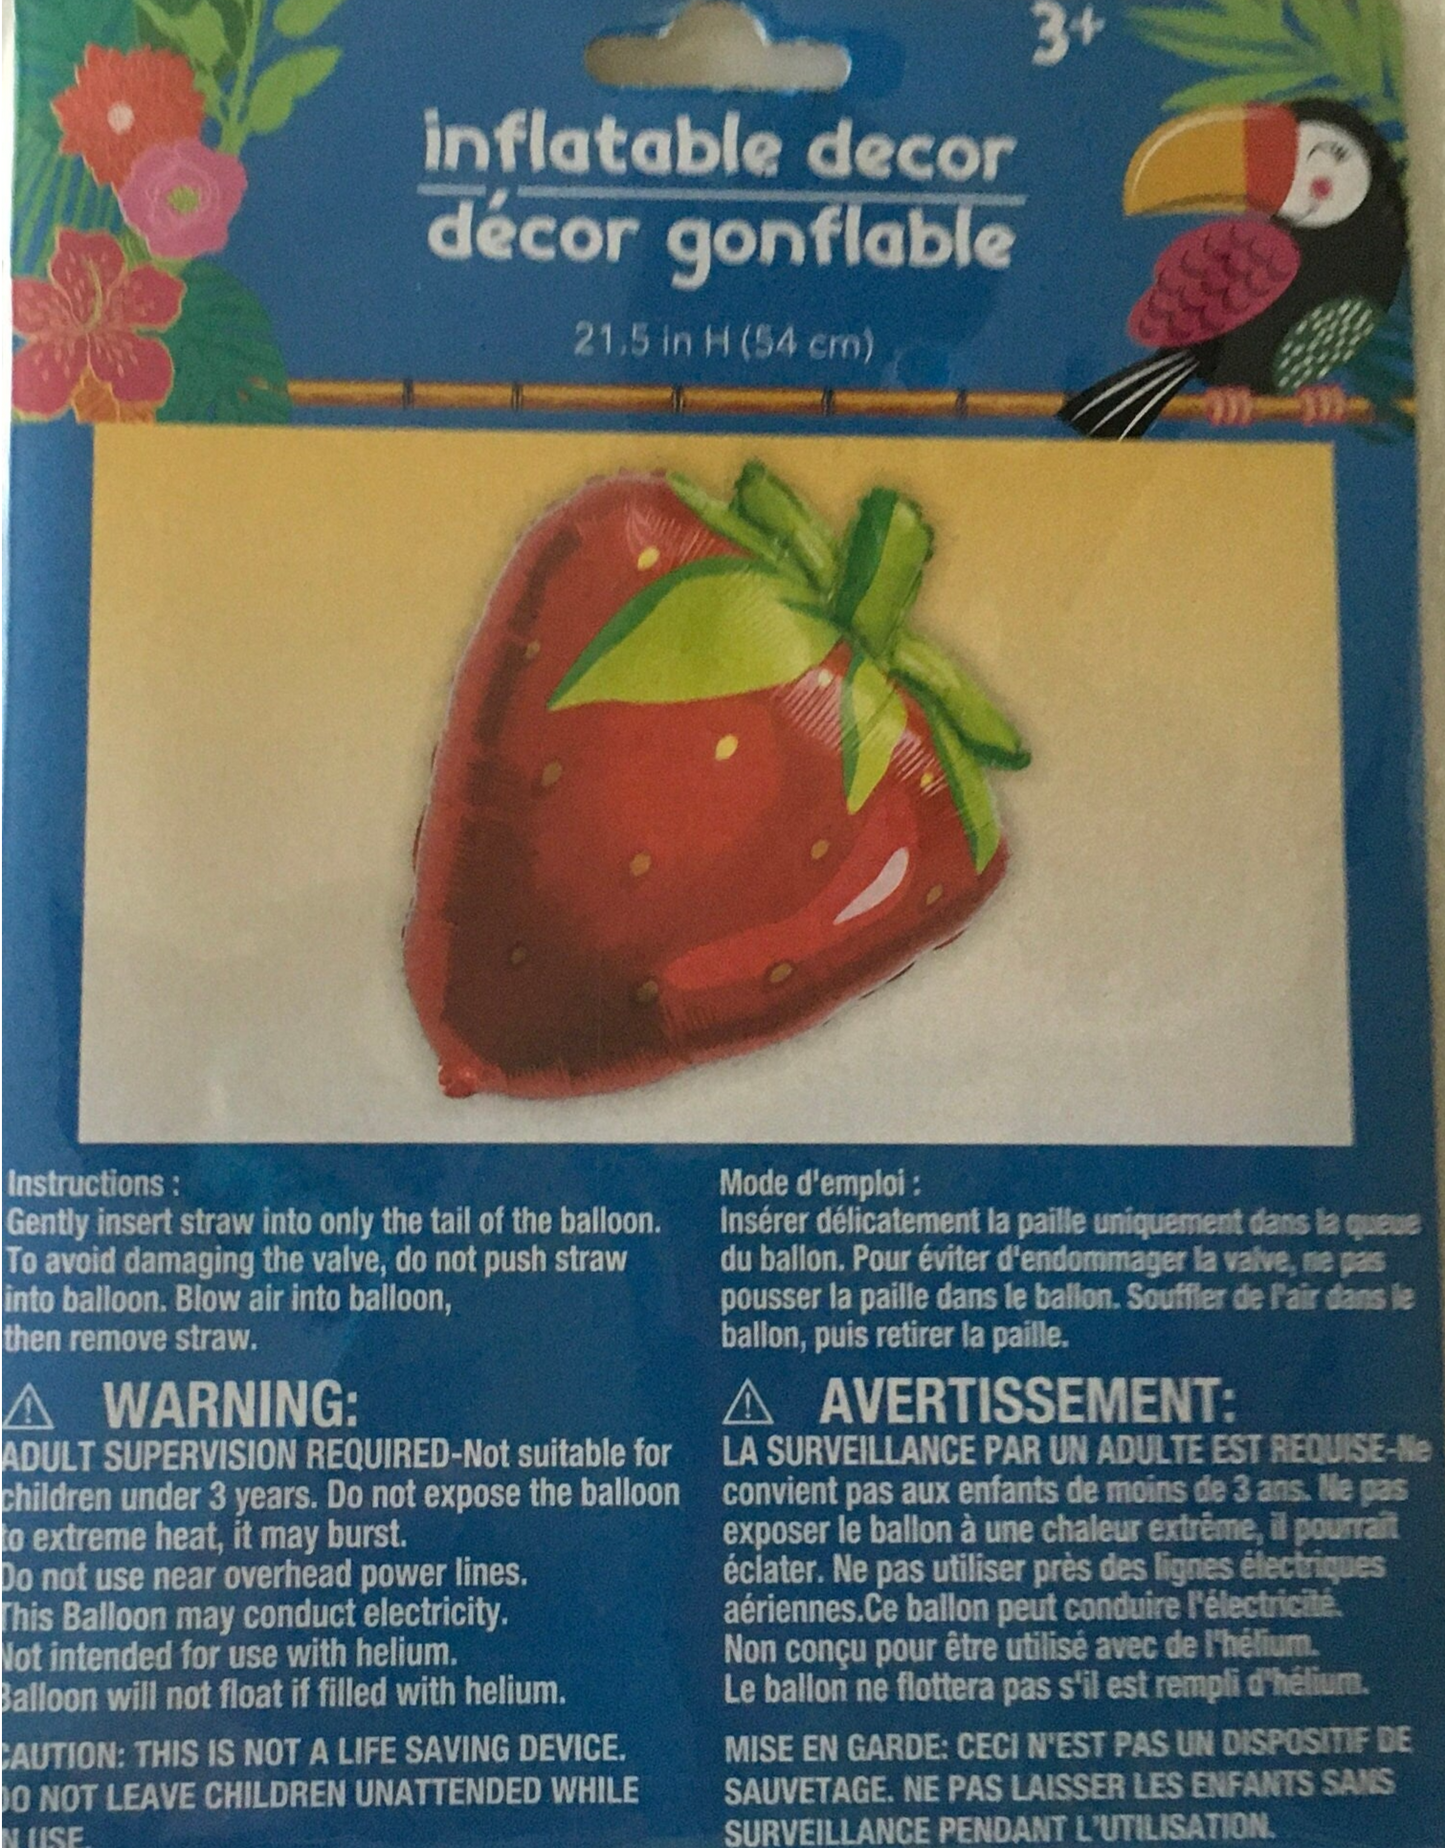 3+
inflatable decor
décor gonflable
21.5 in H (54 cm)
Instructions :
Gently insert straw into only the tail of the balloon.
To avoid damaging the valve, do not push straw
into balloon. Blow air into balloon,
then remove straw.
WARNING:
ADULT SUPERVISION REQUIRED-Not suitable for
children under 3 years. Do not expose the balloon
to extreme heat, it may burst.
Do not use near overhead power lines.
This Balloon may conduct electricity.
Not intended for use with helium.
Balloon will not float if filled with helium.
CAUTION: THIS IS NOT A LIFE SAVING DEVICE.
DO NOT LEAVE CHILDREN UNATTENDED WHILE
IN USE.
Mode d'emploi :
Insérer délicatement la paille uniquement dans la queue
du ballon. Pour éviter d'endommager la valve, ne pas
pousser la paille dans le ballon. Souffler de l'air dans le
ballon, puis retirer la paille.
AVERTISSEMENT:
LA SURVEILLANCE PAR UN ADULTE EST REQUISE-Ne
convient pas aux enfants de moins de 3 ans. Ne pas
exposer le ballon à une chaleur extrême, il pourrait
éclater. Ne pas utiliser près des lignes électriques
aériennes.Ce ballon peut conduire l'électricité.
Non conçu pour être utilisé avec de l'hélium.
Le ballon ne flottera pas s'il est rempli d'hélium.
MISE EN GARDE: CECI N'EST PAS UN DISPOSITIF DE
SAUVETAGE. NE PAS LAISSER LES ENFANTS SANS
SURVEILLANCE PENDANT L'UTILISATION.